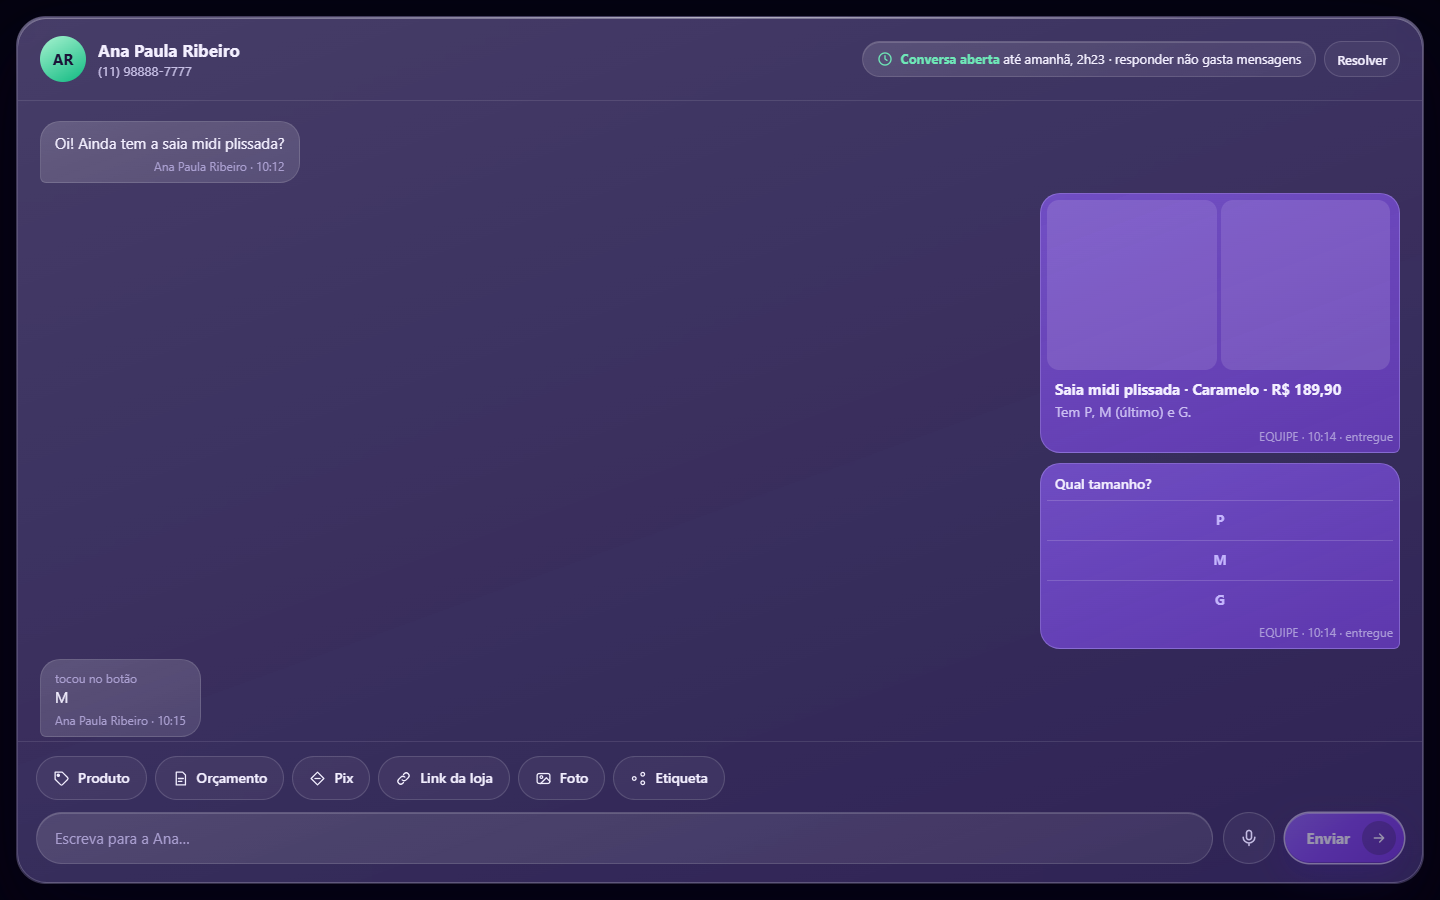 AR
Ana Paula Ribeiro
(11) 98888-7777
Conversa aberta até amanhã, 2h23 · responder não gasta mensagens
Resolver
Oi! Ainda tem a saia midi plissada?
Ana Paula Ribeiro · 10:12
Saia midi plissada · Caramelo · R$ 189,90
Tem P, M (último) e G.
EQUIPE · 10:14 · entregue
Qual tamanho?
P
M
G
EQUIPE · 10:14 · entregue
tocou no botão
M
Ana Paula Ribeiro · 10:15
Produto
Orçamento
Pix
Link da loja
Foto
Etiqueta
Escreva para a Ana...
Enviar